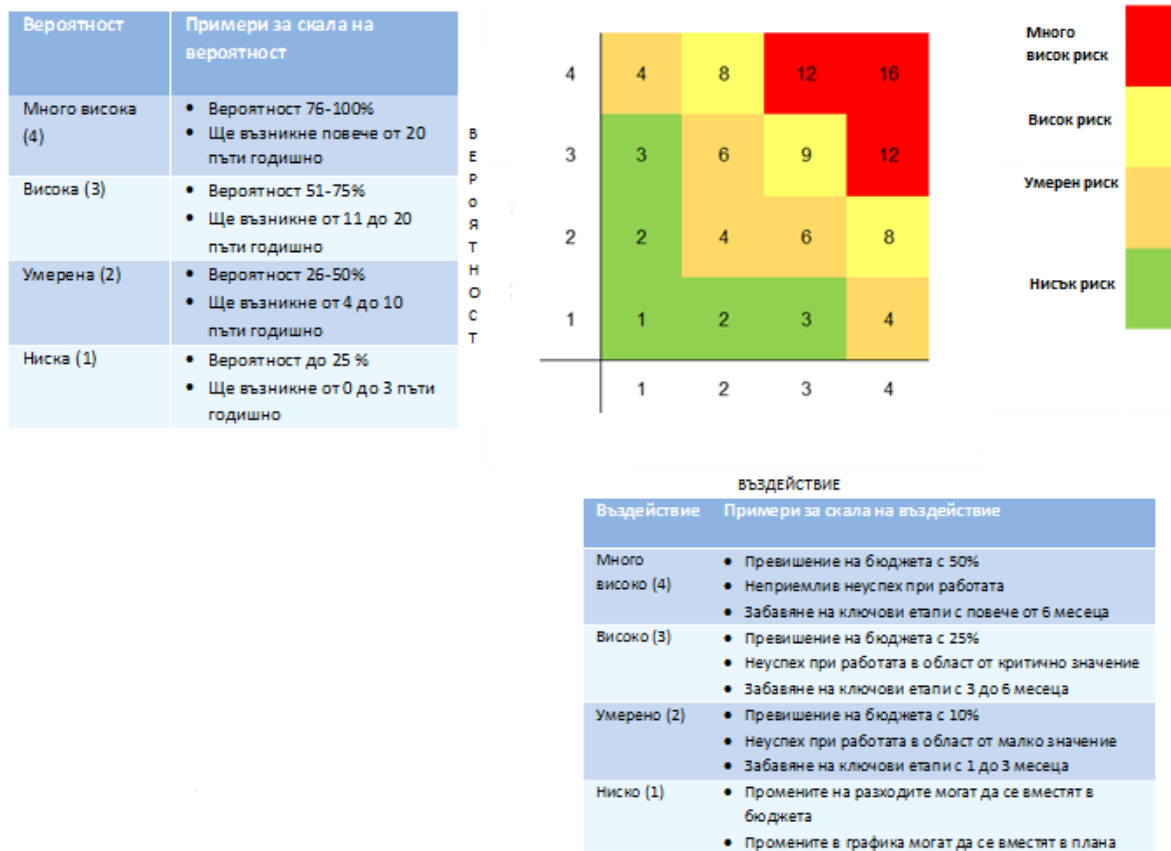 Вероятност
Примери за скала на
вероятност
Много висока
(4)
• Вероятност 76-100%
• Ще възникне повече от 20
пъти годишно
Висока (3)
• Вероятност 51-75%
• Ще възникне от 11 до 20
пъти годишно
Умерена (2)
• Вероятност 26-50%
• Ще възникне от 4 до 10
пъти годишно
Ниска (1)
• Вероятност до 25 %
• Ще възникне от 0 до 3 пъти
годишно
В
Е
Р
о
Я
Т
Н
О
С
Т
4 4 8 12 16
3 3 6 9 12
2 2 4 6 8
1 1 2 3 4
1 2 3 4
Много
висок риск
Висок риск
Умерен риск
Нисък риск
ВЪЗДЕЙСТВИЕ
Въздействие
Примери за скала на въздействие
Много
високо (4)
• Превишение на бюджета с 50%
• Неприемлив неуспех при работата
• Забавяне на ключови етапи с повече от 6 месеца
Високо (3)
• Превишение на бюджета с 25%
• Неуспех при работата в област от критично значение
• Забавяне на ключови етапи с 3 до 6 месеца
Умерено (2)
• Превишение на бюджета с 10%
• Неуспех при работата в област от малко значение
• Забавяне на ключови етапи с 1 до 3 месеца
Ниско (1)
• Промените на разходите могат да се вместят в
бюджета
• Промените в графика могат да се вместят в плана